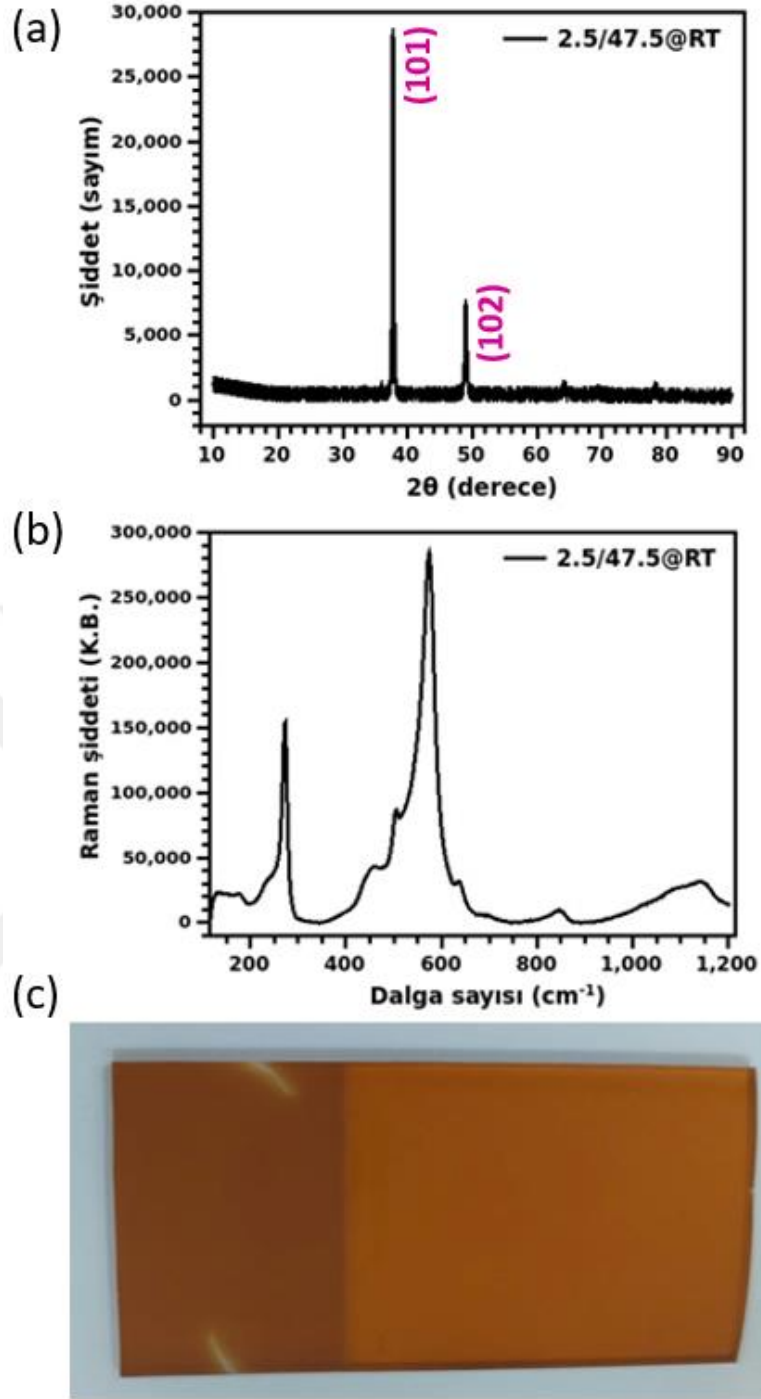 (a)
Şiddet (sayım)
30,000
25,000
20,000
15,000
30,000
5,000
0
2.5/47.5@RT
(101)
(102)
10 20 30 40 50 60 70 80 90
2θ (derece)
(b)
Raman şiddeti (K.B.)
300,000
250,000
200,000
150,000
100,000
50,000
0
2.5/47.5@RT
200 400 600 800 1,000 1,200
Dalga sayısı (cm⁻¹)
(c)